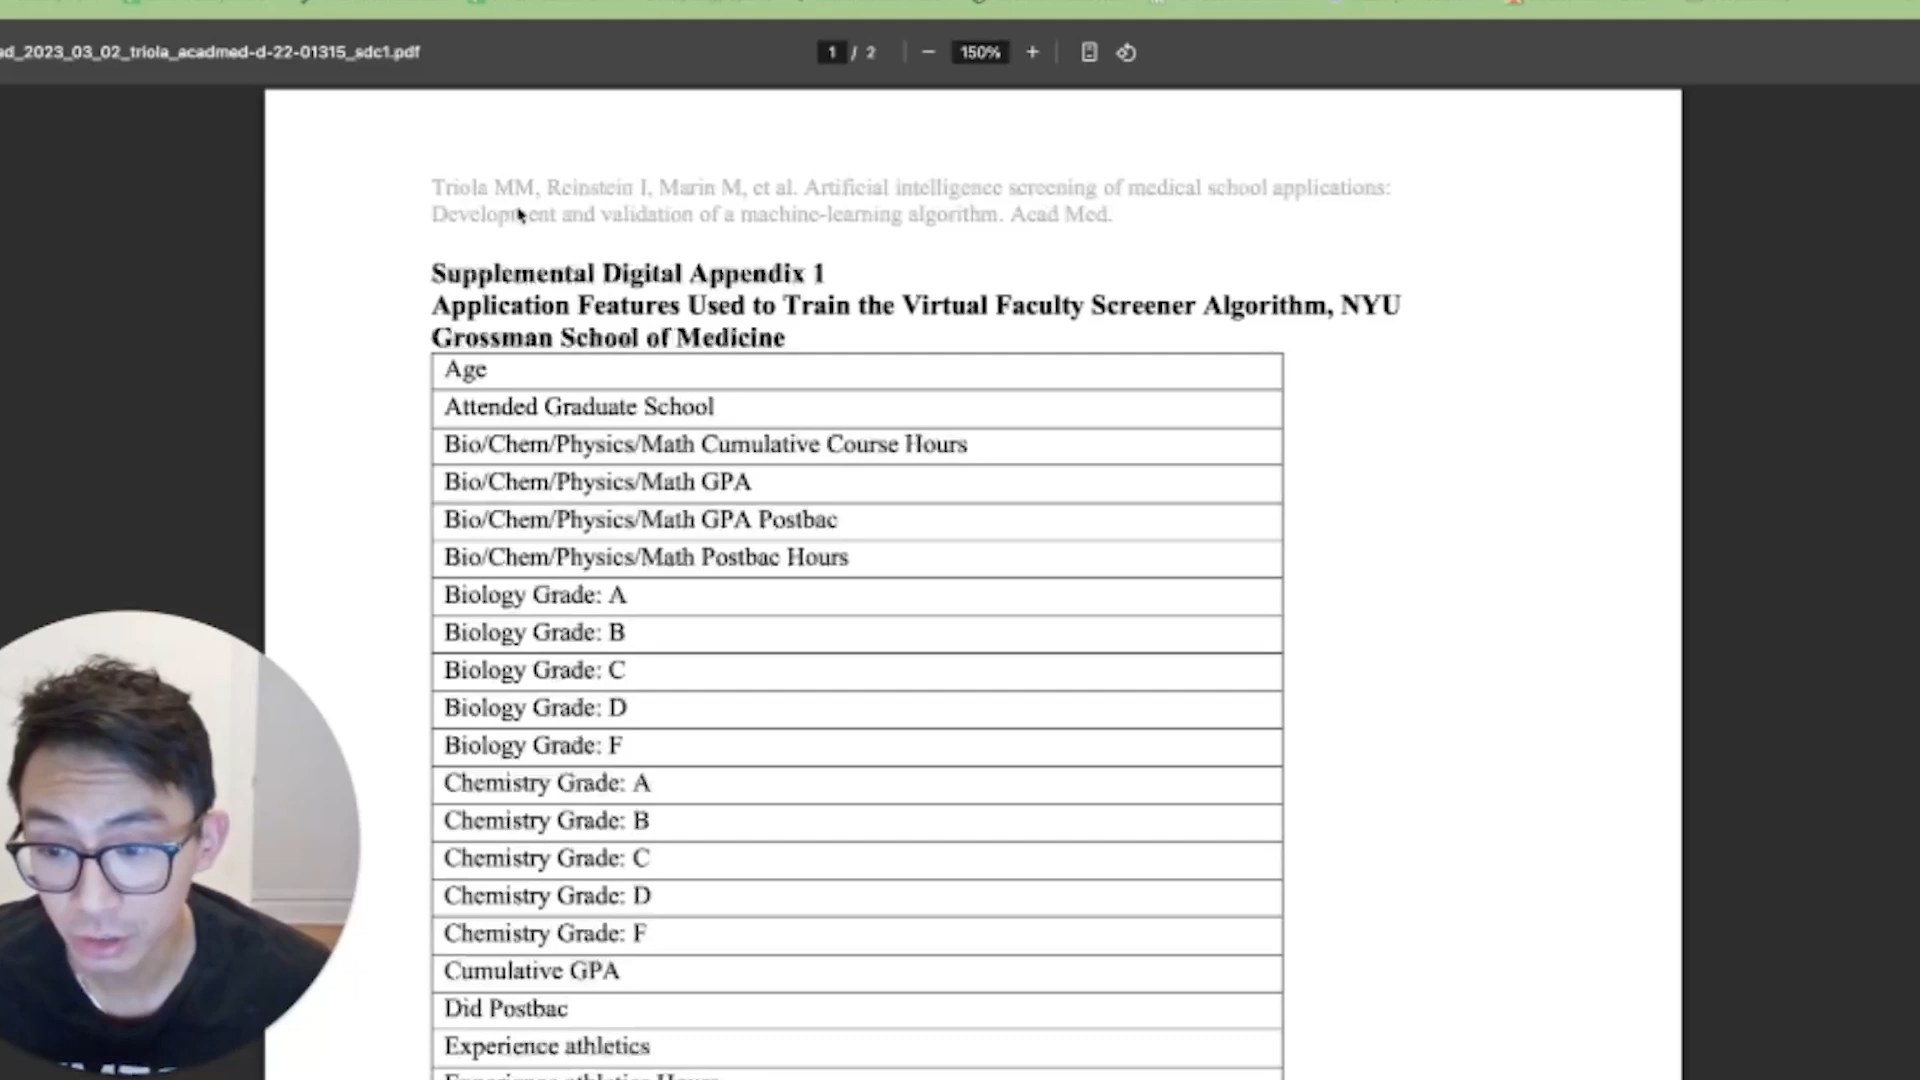 ed_2023_03_02_triola_acadmed-d-22-01315_sdc1.pdf
1 / 2
150%
Triola MM, Reinstein I, Marin M, et al. Artificial intelligence screening of medical school applications:
Development and validation of a machine-learning algorithm. Acad Med.
Supplemental Digital Appendix 1
Application Features Used to Train the Virtual Faculty Screener Algorithm, NYU
Grossman School of Medicine
Age
Attended Graduate School
Bio/Chem/Physics/Math Cumulative Course Hours
Bio/Chem/Physics/Math GPA
Bio/Chem/Physics/Math GPA Postbac
Bio/Chem/Physics/Math Postbac Hours
Biology Grade: A
Biology Grade: B
Biology Grade: C
Biology Grade: D
Biology Grade: F
Chemistry Grade: A
Chemistry Grade: B
Chemistry Grade: C
Chemistry Grade: D
Chemistry Grade: F
Cumulative GPA
Did Postbac
Experience athletics
Experience athletics Hours